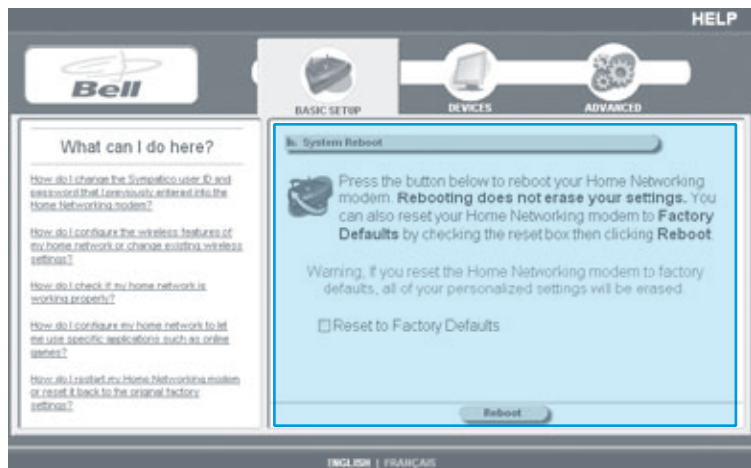 HELP
Bell
BASIC SETUP
DEVICES
ADVANCED
What can I do here?
How do I change the Sympatico user ID and
password that I previously entered into the
Home Networking modem?
How do I configure the wireless features of
my home network or change existing wireless
settings?
How do I check if my home network is
working properly?
How do I configure my home network to let
me use specific applications such as online
games?
How do I restart my Home Networking modem
or reset it back to the original factory
settings?
System Reboot
Press the button below to reboot your Home Networking
modem. Rebooting does not erase your settings. You
can also reset your Home Networking modem to Factory
Defaults by checking the reset box then clicking Reboot
Warning, if you reset the Home Networking modem to factory
defaults, all of your personalized settings will be erased
Reset to Factory Defaults
Reboot
ENGLISH | FRANÇAIS